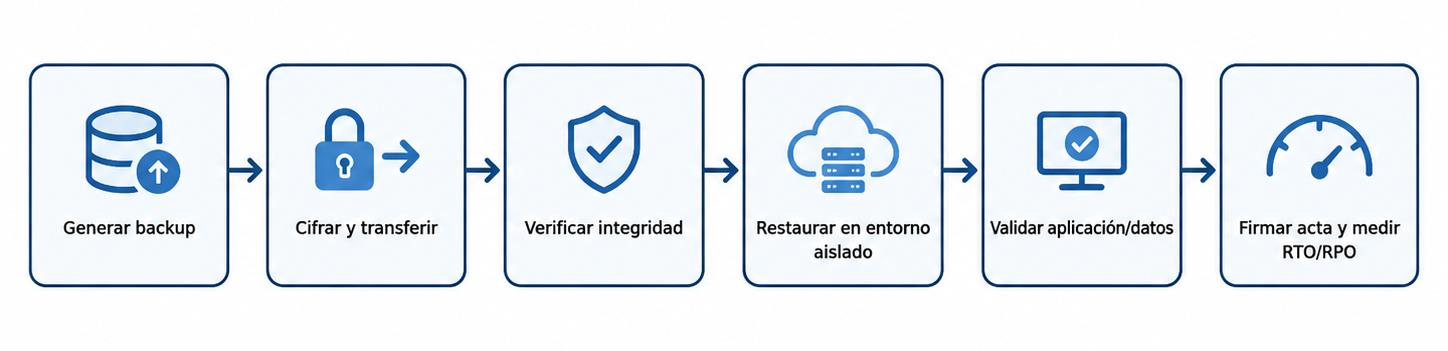 Generar backup
Cifrar y transferir
Verificar integridad
Restaurar en entorno
aislado
Validar aplicación/datos
Firmar acta y medir
RTO/RPO